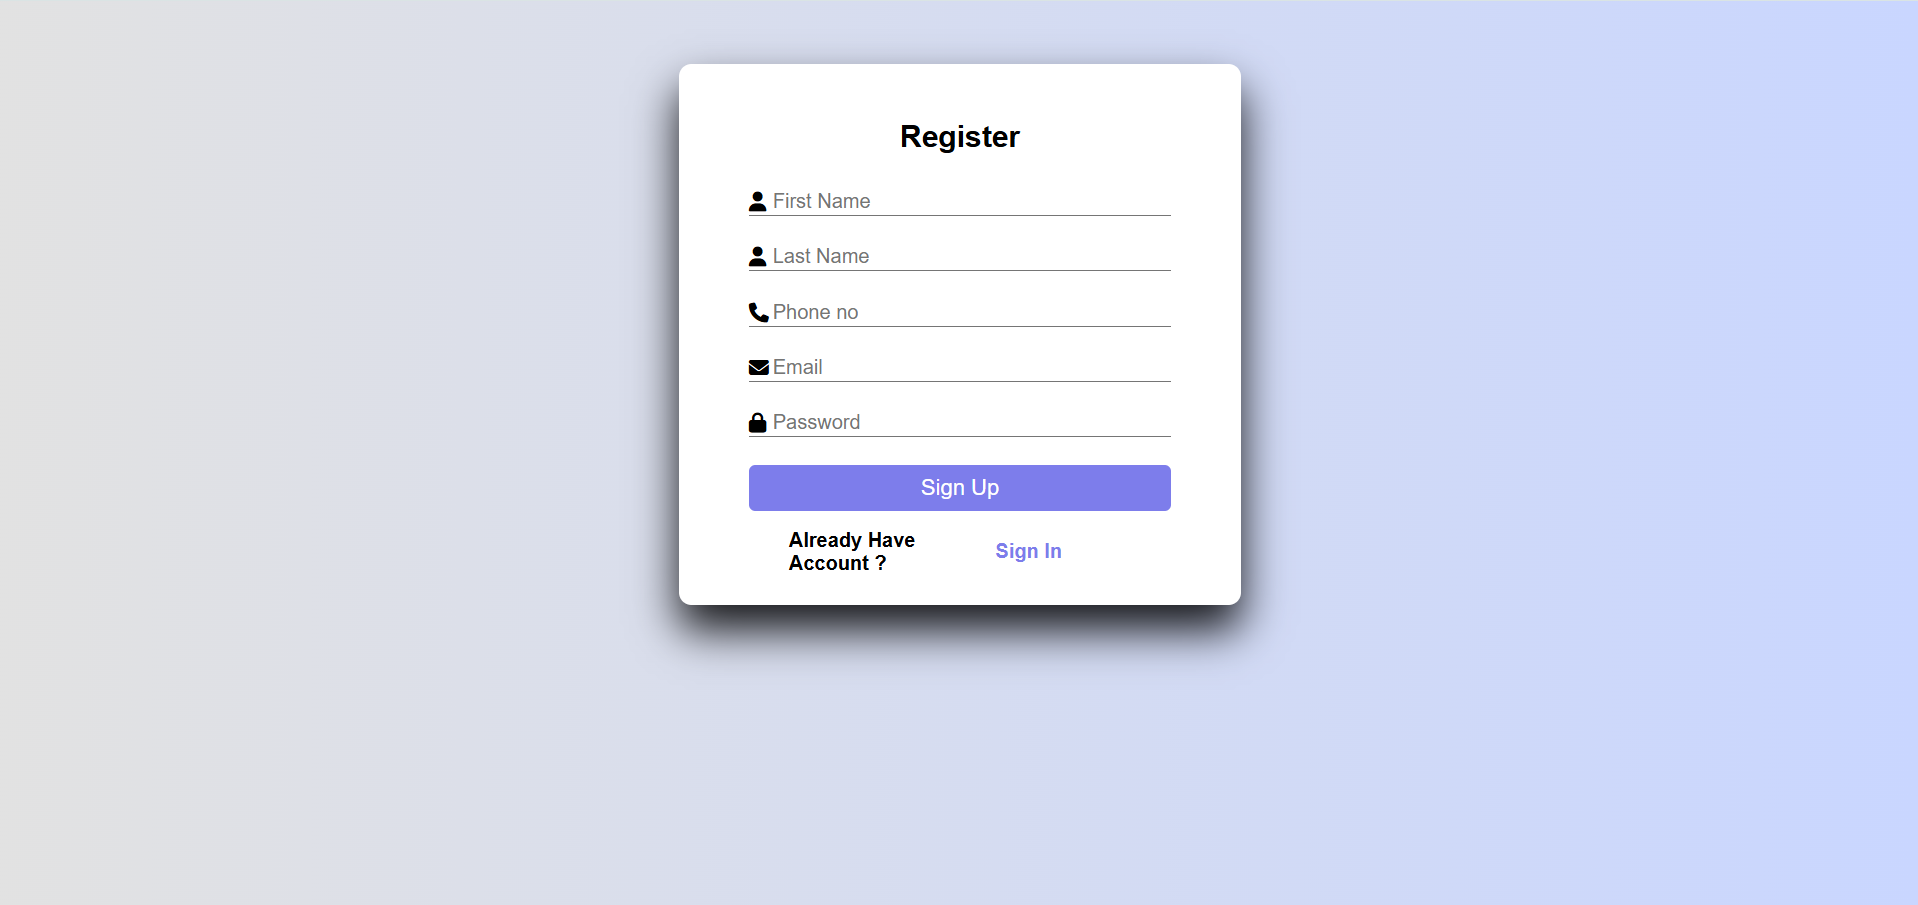 Register
First Name
Last Name
Phone no
Email
Password
Sign Up
Already Have
Account ?
Sign In